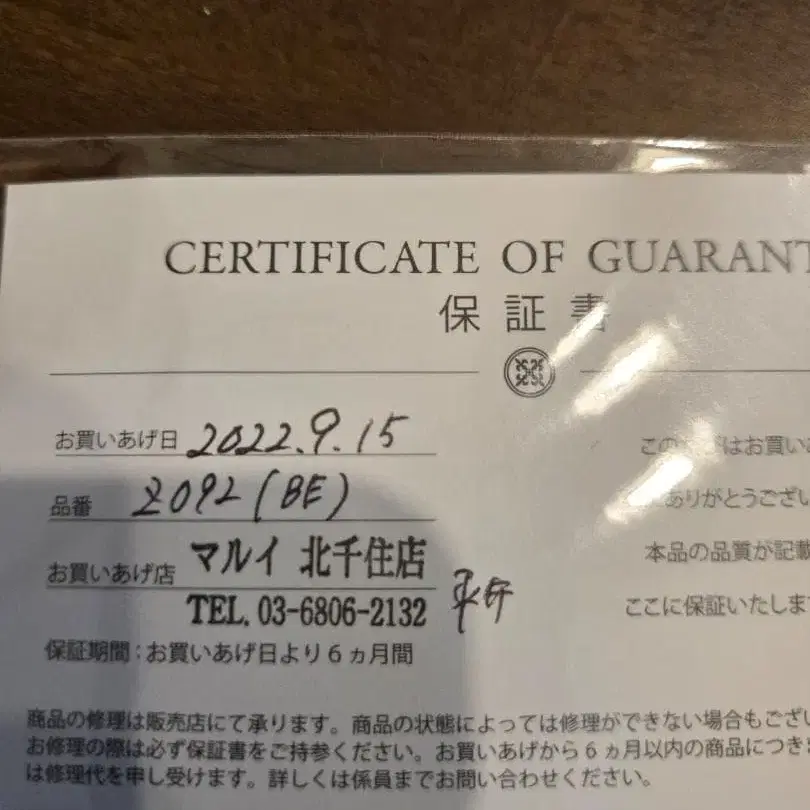 CERTIFICATE OF GUARANT
保証書
お買いあげ日 2022.9.15
品番 Z092(BE)
お買いあげ店 マルイ 北千住店
TEL. 03-6806-2132
保証期間：お買いあげ日より6ヵ月間
はお買い
ありがとうござい
本品の品質が記載
ここに保証いたしま
商品の修理は販売店にて承ります。商品の状態によっては修理ができない場合もござい
お修理の際は必ず保証書をご持参ください。お買いあげから6ヵ月以内の商品につき
は修理代を申し受けます。詳しくは係員までお問い合わせください。